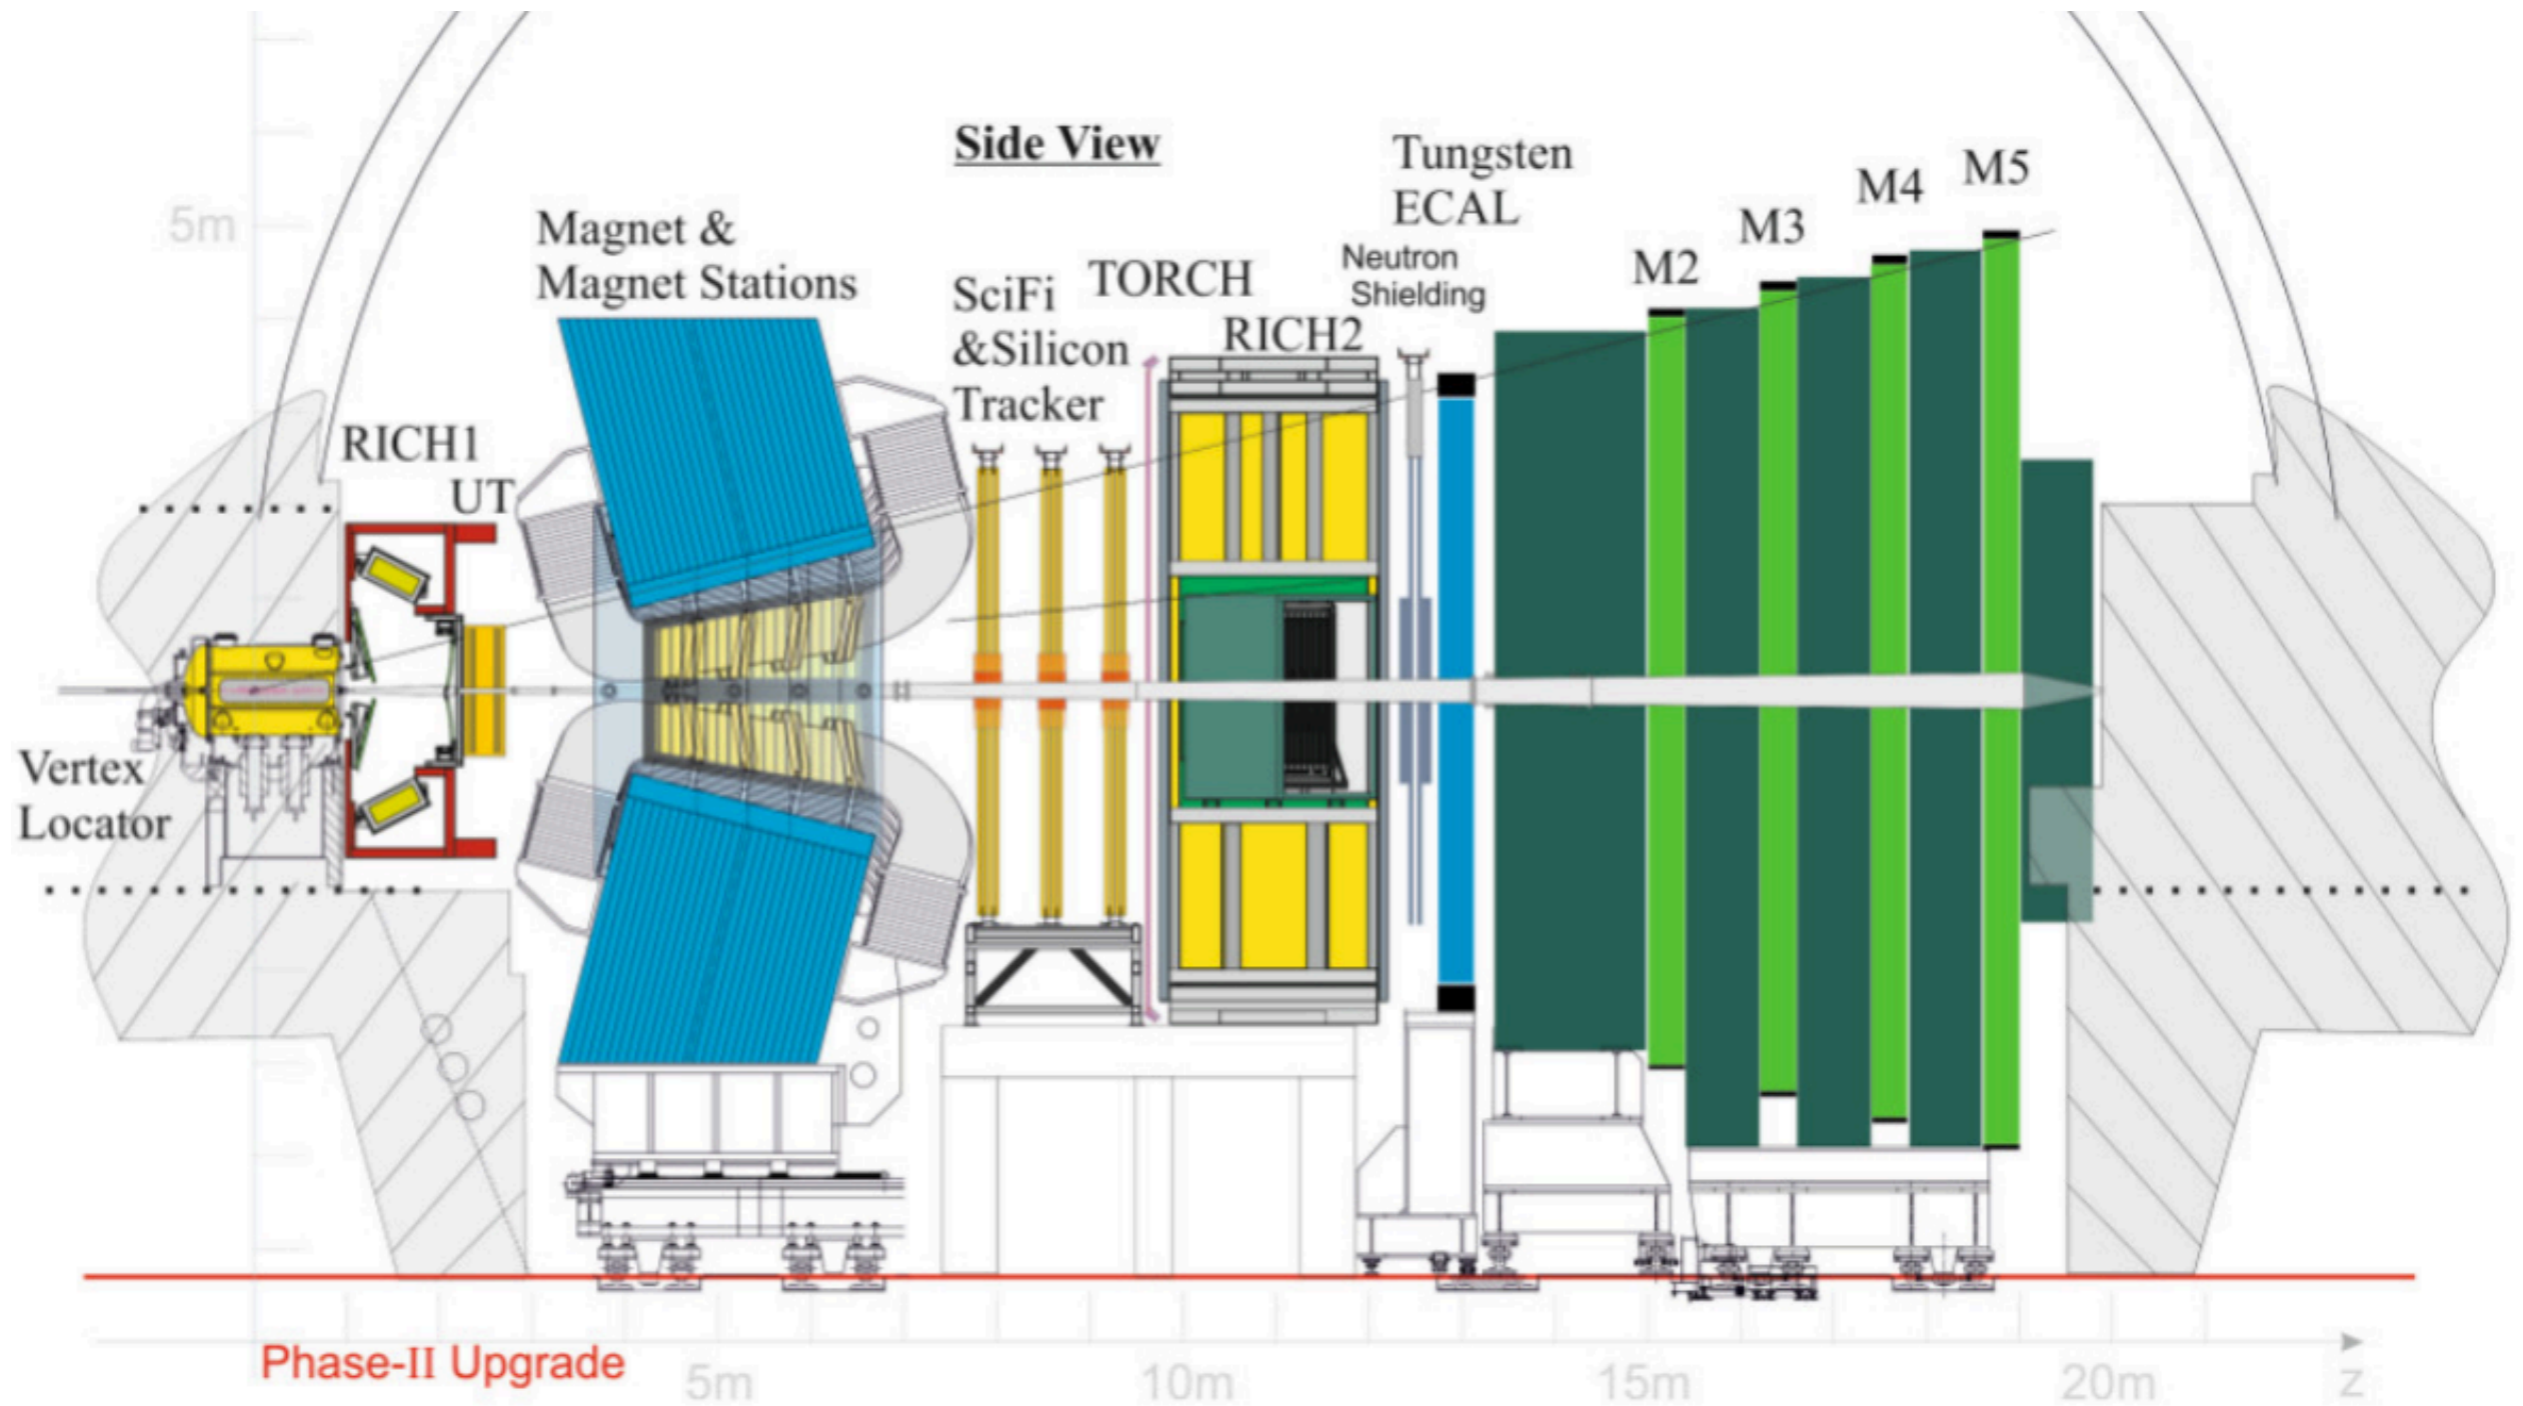 Side View
5m
Magnet &
Magnet Stations
SciFi
&Silicon
Tracker
TORCH
RICH2
Tungsten
ECAL
Neutron
Shielding
M2
M3
M4
M5
RICH1
UT
Vertex
Locator
Phase-II Upgrade
5m
10m
15m
20m
z